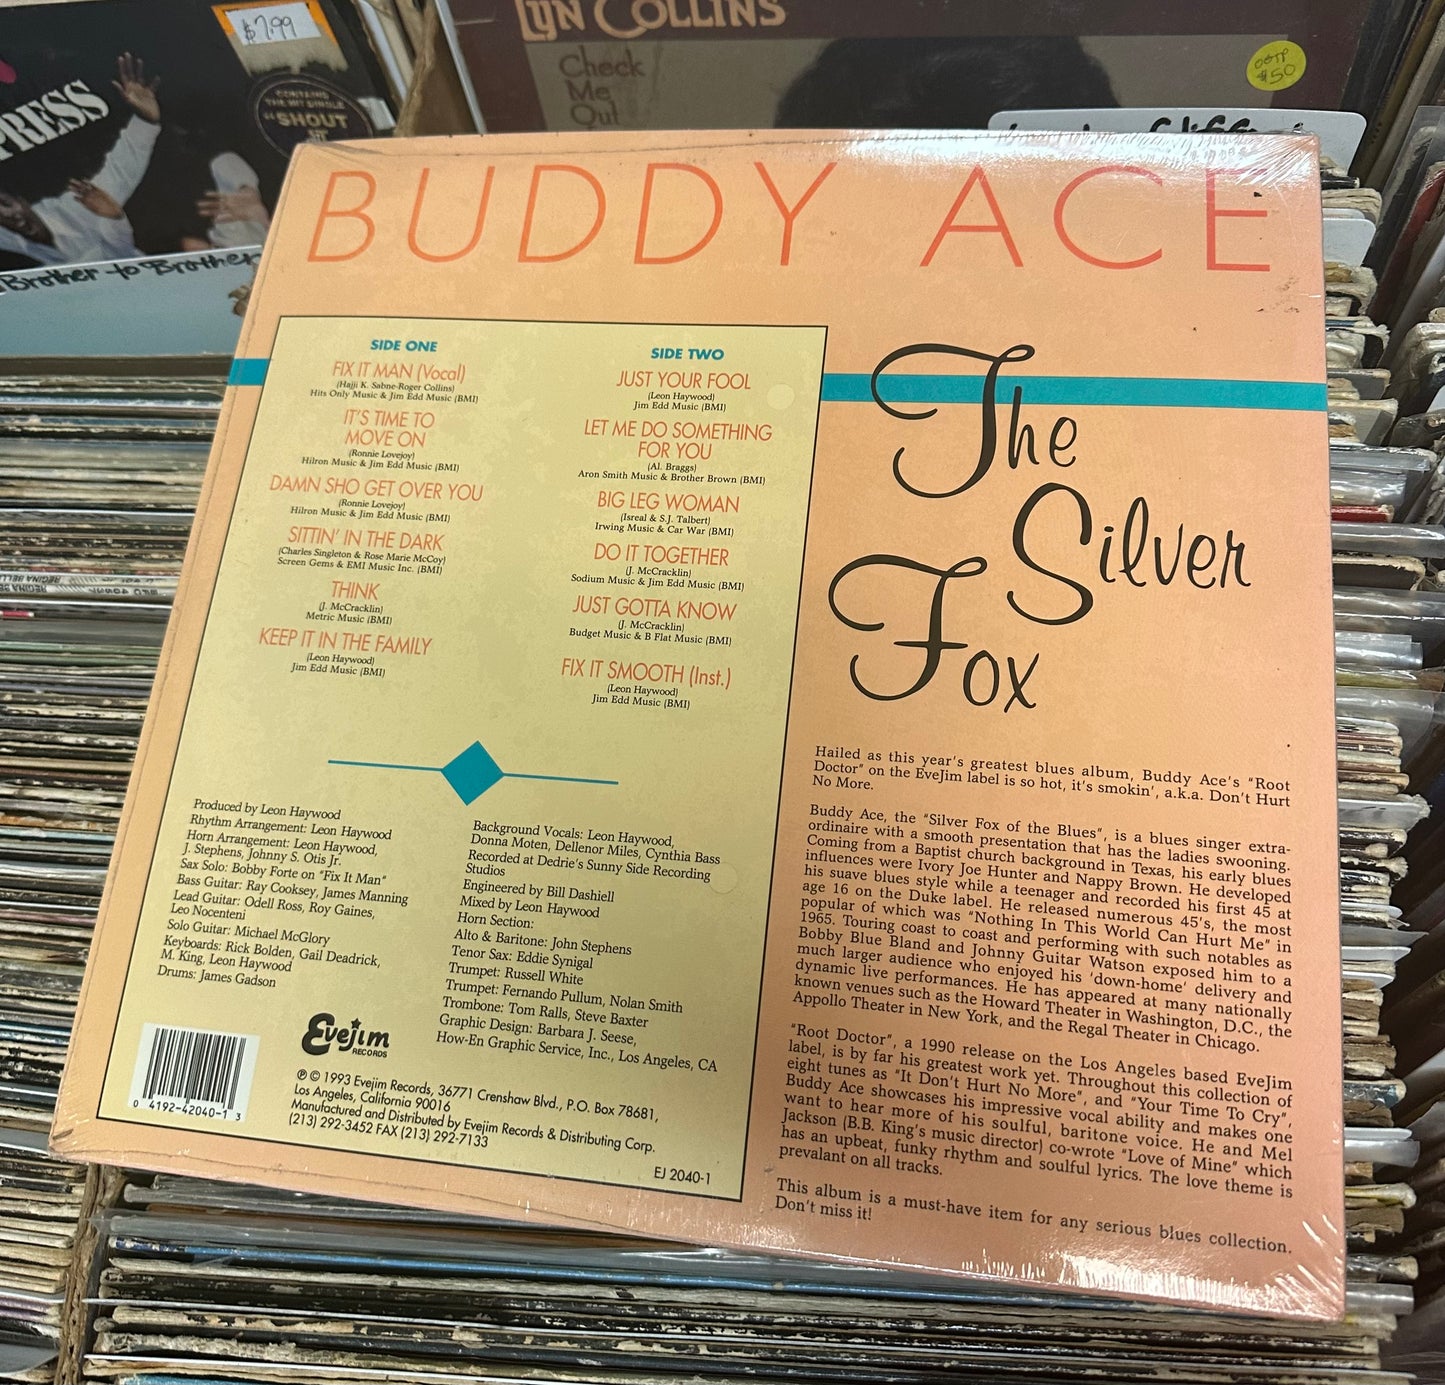 $7.99
PRESS
CONTAINS
THE HIT SINGLE
"SHOUT
Brother to Brother
LYN COLLINS
Check
Me
Out
$50
BUDDY ACE
The
Silver
Fox
SIDE ONE
FIX IT MAN (Vocal)
(Hajji K. Sabne-Roger Collins)
Hits Only Music & Jim Edd Music (BMI)
IT'S TIME TO
MOVE ON
(Ronnie Lovejoy)
Hilron Music & Jim Edd Music (BMI)
DAMN SHO GET OVER YOU
(Ronnie Lovejoy)
Hilron Music & Jim Edd Music (BMI)
SITTIN' IN THE DARK
(Charles Singleton & Rose Marie McCoy)
Screen Gems & EMI Music Inc. (BMI)
THINK
(J. McCracklin)
Metric Music (BMI)
KEEP IT IN THE FAMILY
(Leon Haywood)
Jim Edd Music (BMI)
SIDE TWO
JUST YOUR FOOL
(Leon Haywood)
Jim Edd Music (BMI)
LET ME DO SOMETHING
FOR YOU
(Al. Braggs)
Aron Smith Music & Brother Brown (BMI)
BIG LEG WOMAN
(Isreal & S.J. Talbert)
Irwing Music & Car War (BMI)
DO IT TOGETHER
(J. McCracklin)
Sodium Music & Jim Edd Music (BMI)
JUST GOTTA KNOW
(J. McCracklin)
Budget Music & B Flat Music (BMI)
FIX IT SMOOTH (Inst.)
(Leon Haywood)
Jim Edd Music (BMI)
Produced by Leon Haywood
Rhythm Arrangement: Leon Haywood
Horn Arrangement: Leon Haywood,
J. Stephens, Johnny S. Otis Jr.
Sax Solo: Bobby Forte on "Fix It Man"
Bass Guitar: Ray Cooksey, James Manning
Lead Guitar: Odell Ross, Roy Gaines,
Leo Nocenteni
Solo Guitar: Michael McGlory
Keyboards: Rick Bolden, Gail Deadrick,
M. King, Leon Haywood
Drums: James Gadson
Background Vocals: Leon Haywood,
Donna Moten, Dellenor Miles, Cynthia Bass
Recorded at Dedrie's Sunny Side Recording
Studios
Engineered by Bill Dashiell
Mixed by Leon Haywood
Horn Section:
Alto & Baritone: John Stephens
Tenor Sax: Eddie Synigal
Trumpet: Russell White
Trumpet: Fernando Pullum, Nolan Smith
Trombone: Tom Ralls, Steve Baxter
Graphic Design: Barbara J. Seese,
How-En Graphic Service, Inc., Los Angeles, CA
Evejim
RECORDS
0 4192-42040-1 3
℗ © 1993 Evejim Records, 36771 Crenshaw Blvd., P.O. Box 78681,
Los Angeles, California 90016
Manufactured and Distributed by Evejim Records & Distributing Corp.
(213) 292-3452 FAX (213) 292-7133
EJ 2040-1
Hailed as this year's greatest blues album, Buddy Ace's "Root
Doctor" on the EveJim label is so hot, it's smokin', a.k.a. Don't Hurt
No More.
Buddy Ace, the "Silver Fox of the Blues", is a blues singer extra-
ordinaire with a smooth presentation that has the ladies swooning.
Coming from a Baptist church background in Texas, his early blues
influences were Ivory Joe Hunter and Nappy Brown. He developed
his suave blues style while a teenager and recorded his first 45 at
age 16 on the Duke label. He released numerous 45's, the most
popular of which was "Nothing In This World Can Hurt Me" in
1965. Touring coast to coast and performing with such notables as
Bobby Blue Bland and Johnny Guitar Watson exposed him to a
much larger audience who enjoyed his 'down-home' delivery and
dynamic live performances. He has appeared at many nationally
known venues such as the Howard Theater in Washington, D.C., the
Appollo Theater in New York, and the Regal Theater in Chicago.
"Root Doctor", a 1990 release on the Los Angeles based EveJim
label, is by far his greatest work yet. Throughout this collection of
eight tunes as "It Don't Hurt No More", and "Your Time To Cry",
Buddy Ace showcases his impressive vocal ability and makes one
want to hear more of his soulful, baritone voice. He and Mel
Jackson (B.B. King's music director) co-wrote "Love of Mine" which
has an upbeat, funky rhythm and soulful lyrics. The love theme is
prevalant on all tracks.
This album is a must-have item for any serious blues collection.
Don't miss it!